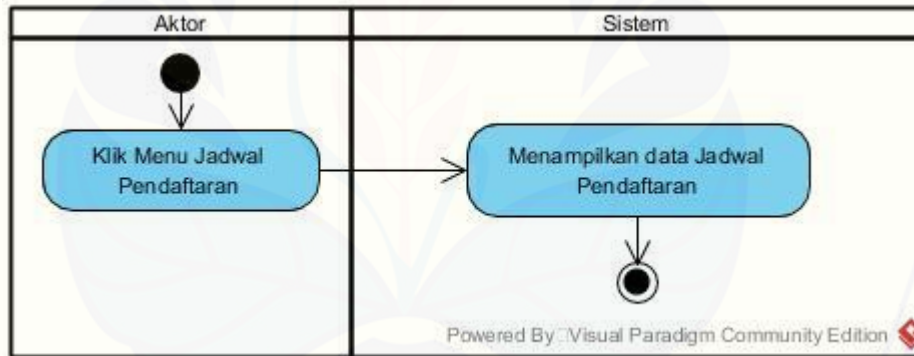 Aktor
Sistem
Klik Menu Jadwal
Pendaftaran
Menampilkan data Jadwal
Pendaftaran
Powered By Visual Paradigm Community Edition